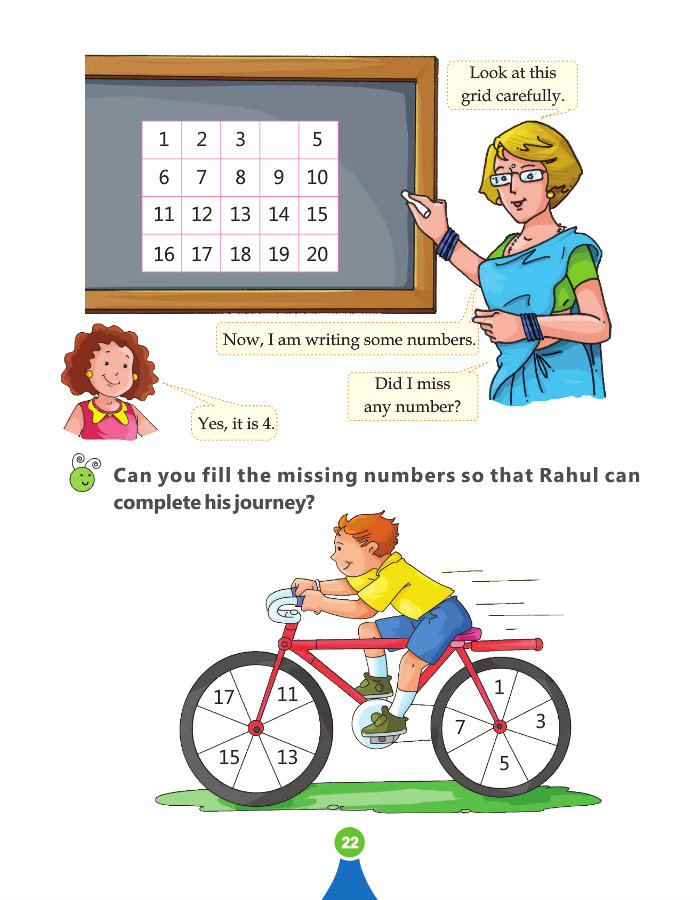 Look at this
grid carefully.
1 2 3 5
6 7 8 9 10
11 12 13 14 15
16 17 18 19 20
Now, I am writing some numbers.
Did I miss
any number?
Yes, it is 4.
Can you fill the missing numbers so that Rahul can
complete his journey?
17 11
15 13
1
7 3
5
22